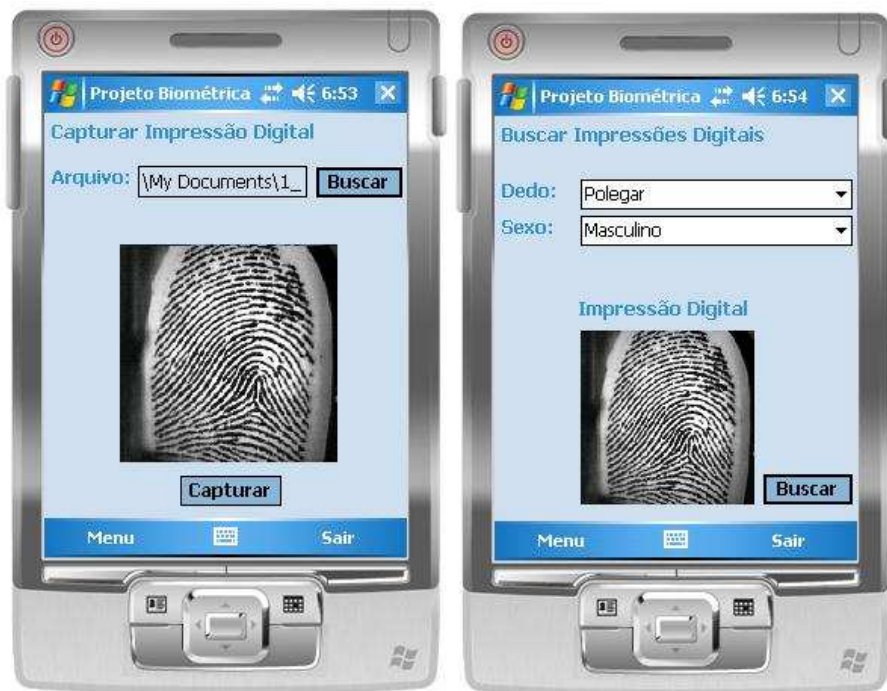 Projeto Biométrica 6:53
Capturar Impressão Digital
Arquivo: \My Documents\1_ Buscar
Capturar
Menu Sair
Projeto Biométrica 6:54
Buscar Impressões Digitais
Dedo: Polegar
Sexo: Masculino
Impressão Digital
Buscar
Menu Sair